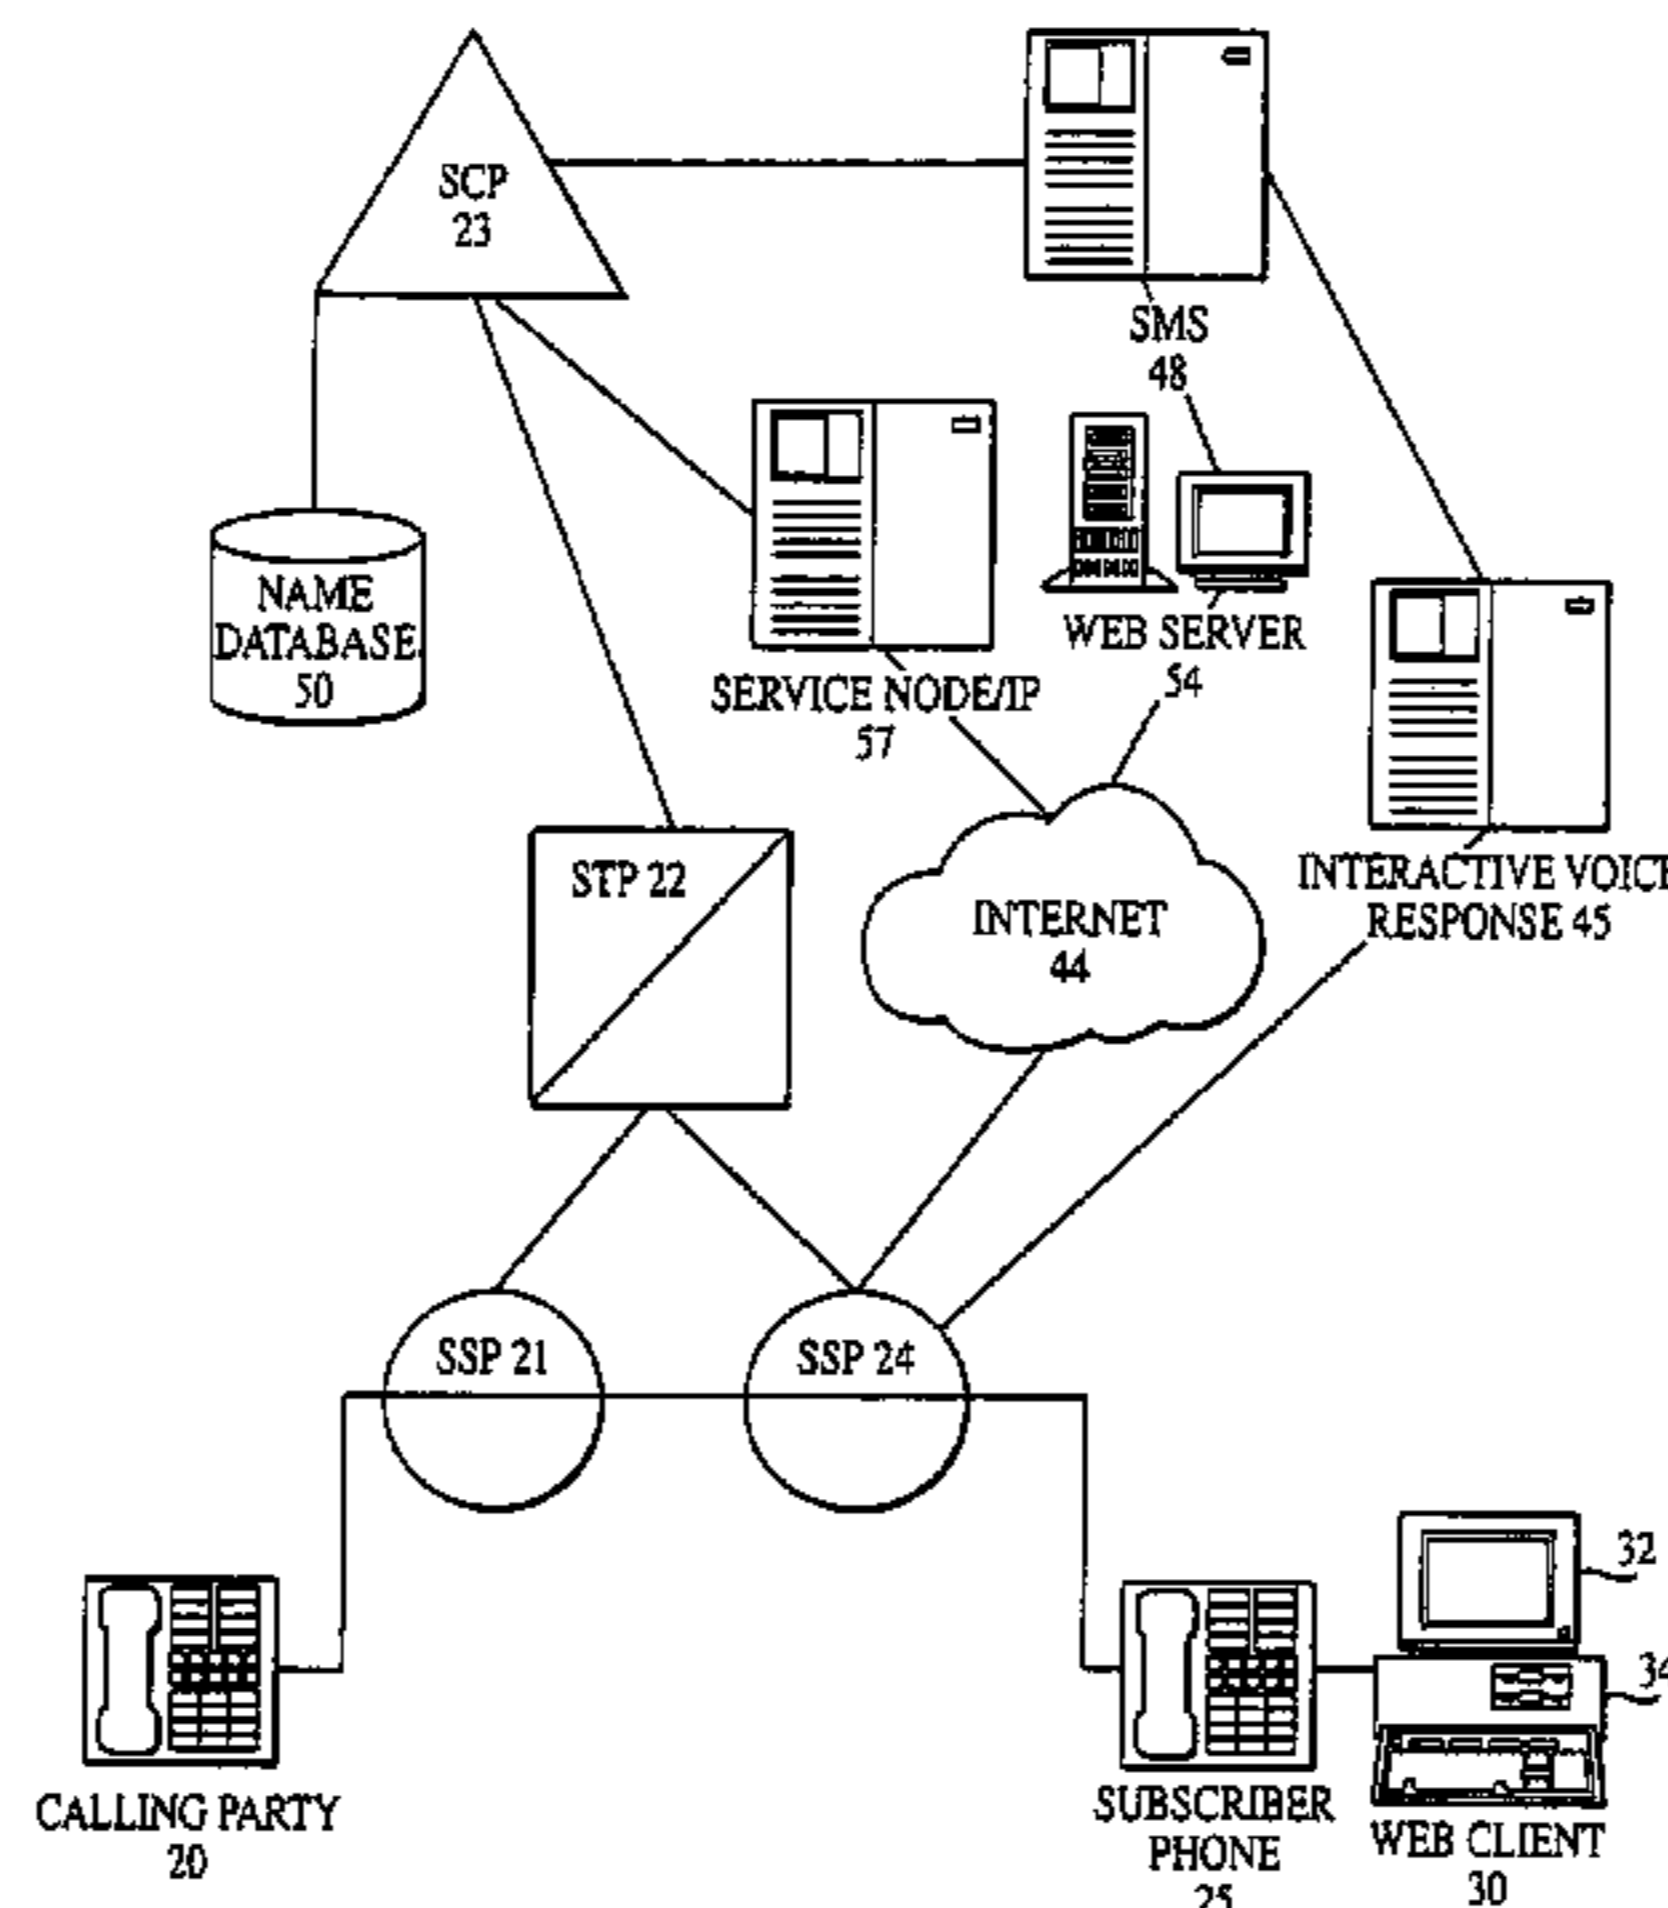 SCP
23
SMS
48
NAME
DATABASE
50
SERVICE NODE/IP
57
WEB SERVER
54
STP 22
INTERNET
44
INTERACTIVE VOICE
RESPONSE 45
SSP 21
SSP 24
32
34
CALLING PARTY
20
SUBSCRIBER
PHONE
25
WEB CLIENT
30